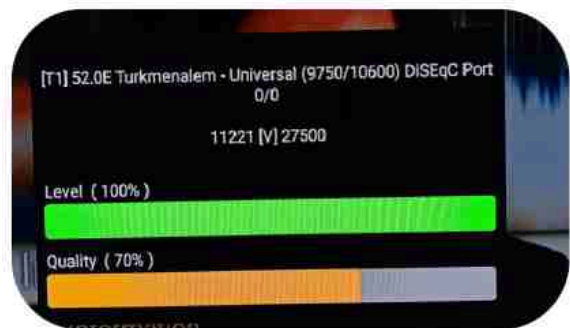 [T1] 52.0E Turkmenalem - Universal (9750/10600) DiSEqC Port
0/0
11221 [V] 27500
Level ( 100% )
Quality ( 70% )